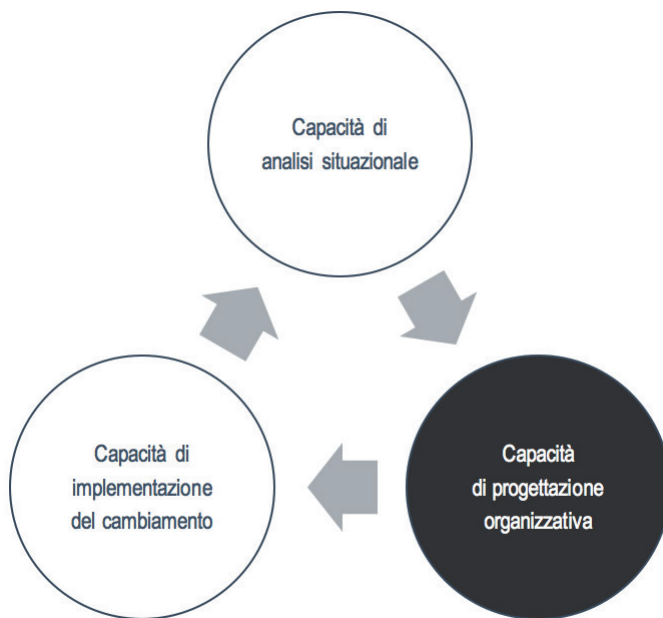 Capacità di
analisi situazionale
Capacità di
implementazione
del cambiamento
Capacità
di progettazione
organizzativa